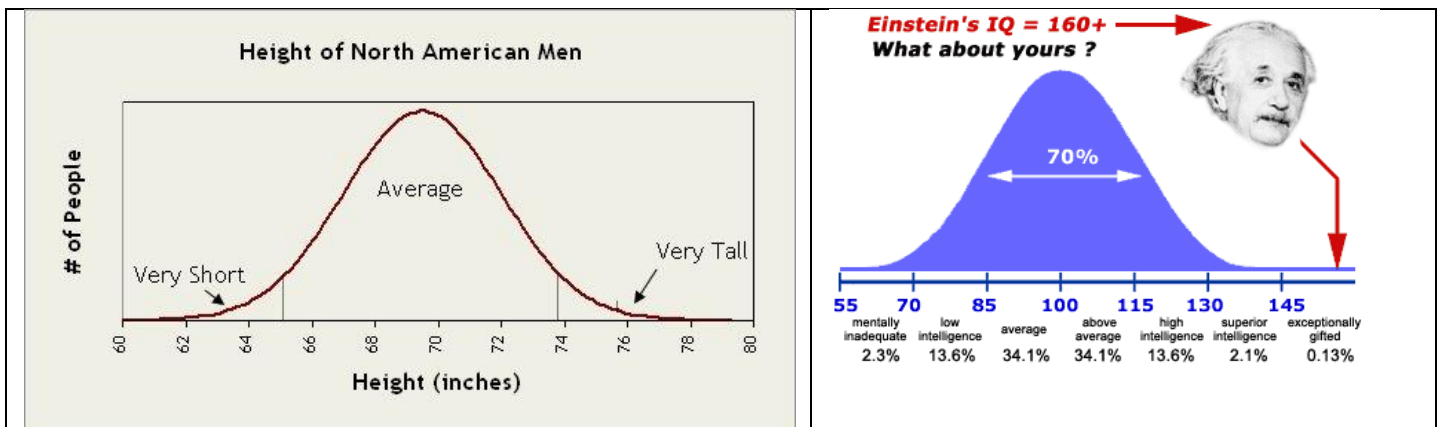 Height of North American Men
# of People
Average
Very Short
Very Tall
60 62 64 66 68 70 72 74 76 78 80
Height (inches)
Einstein's IQ = 160+
What about yours ?
70%
55 70 85 100 115 130 145
mentally inadequate
low intelligence
average
above average
high intelligence
superior intelligence
exceptionally gifted
2.3% 13.6% 34.1% 34.1% 13.6% 2.1% 0.13%